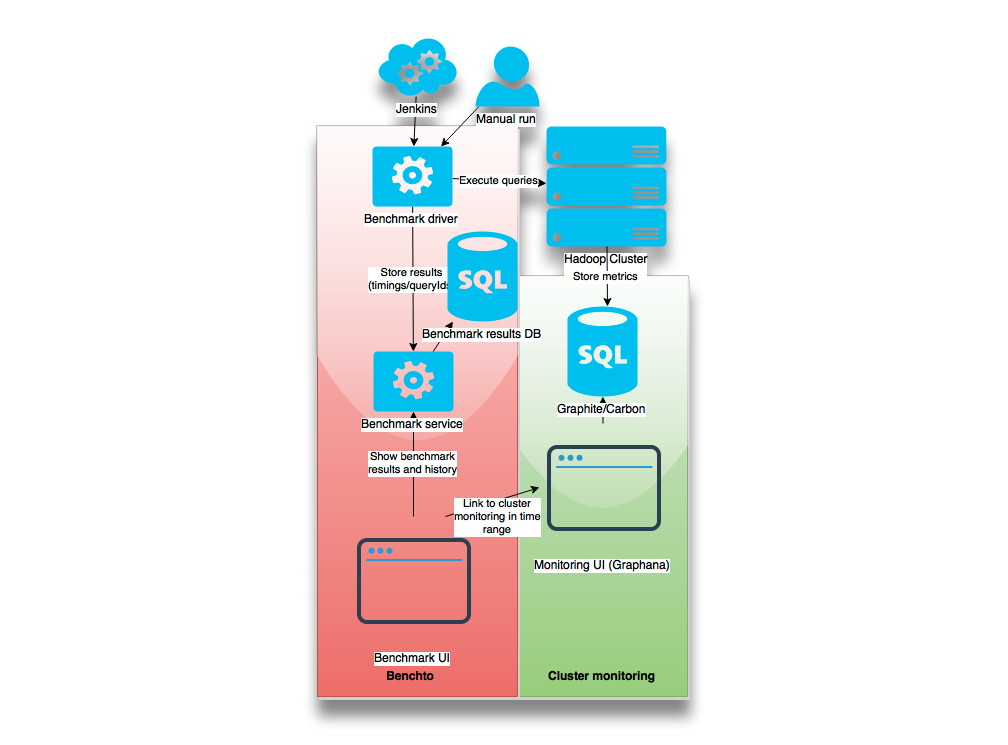 Jenkins
Manual run
Execute queries
Benchmark driver
Hadoop Cluster
Store metrics
Store results
(timings/queryIds
SQL
Benchmark results DB
SQL
Graphite/Carbon
Benchmark service
Show benchmark
results and history
Link to cluster
monitoring in time
range
Monitoring UI (Graphana)
Benchmark UI
Benchto
Cluster monitoring